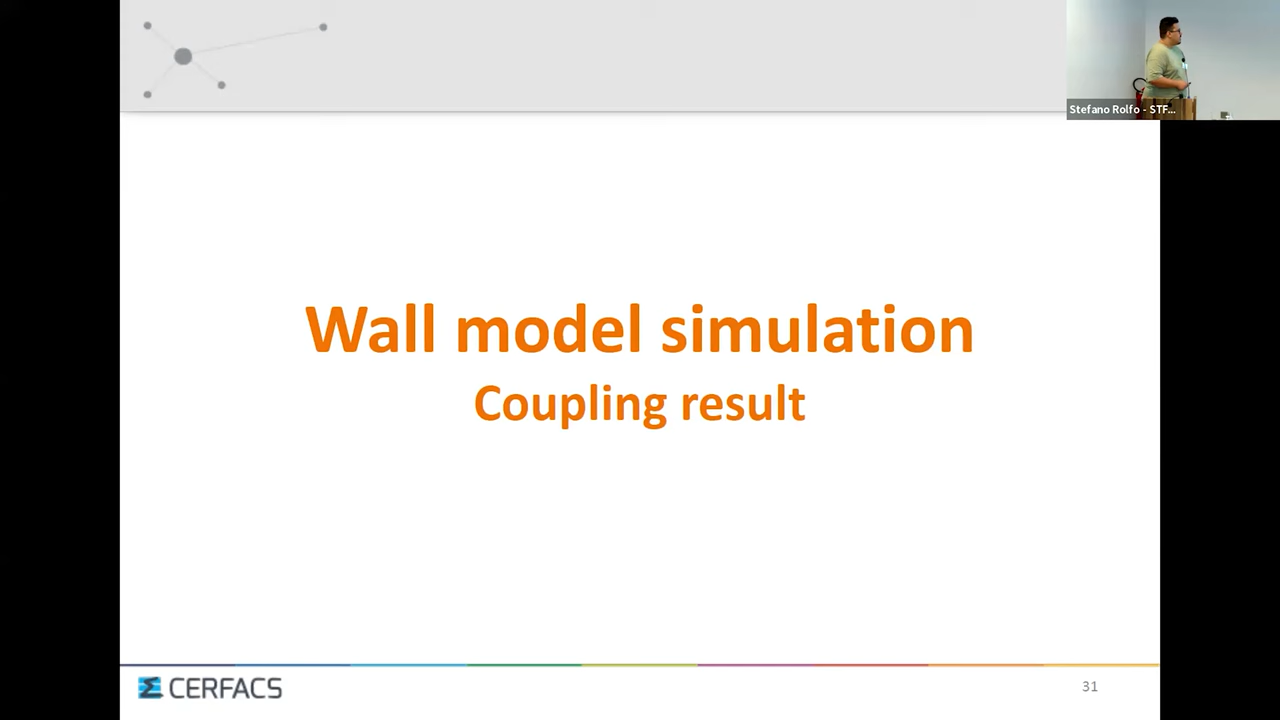 Stefano Rolfo - STF...
Wall model simulation
Coupling result
CERFACS
31